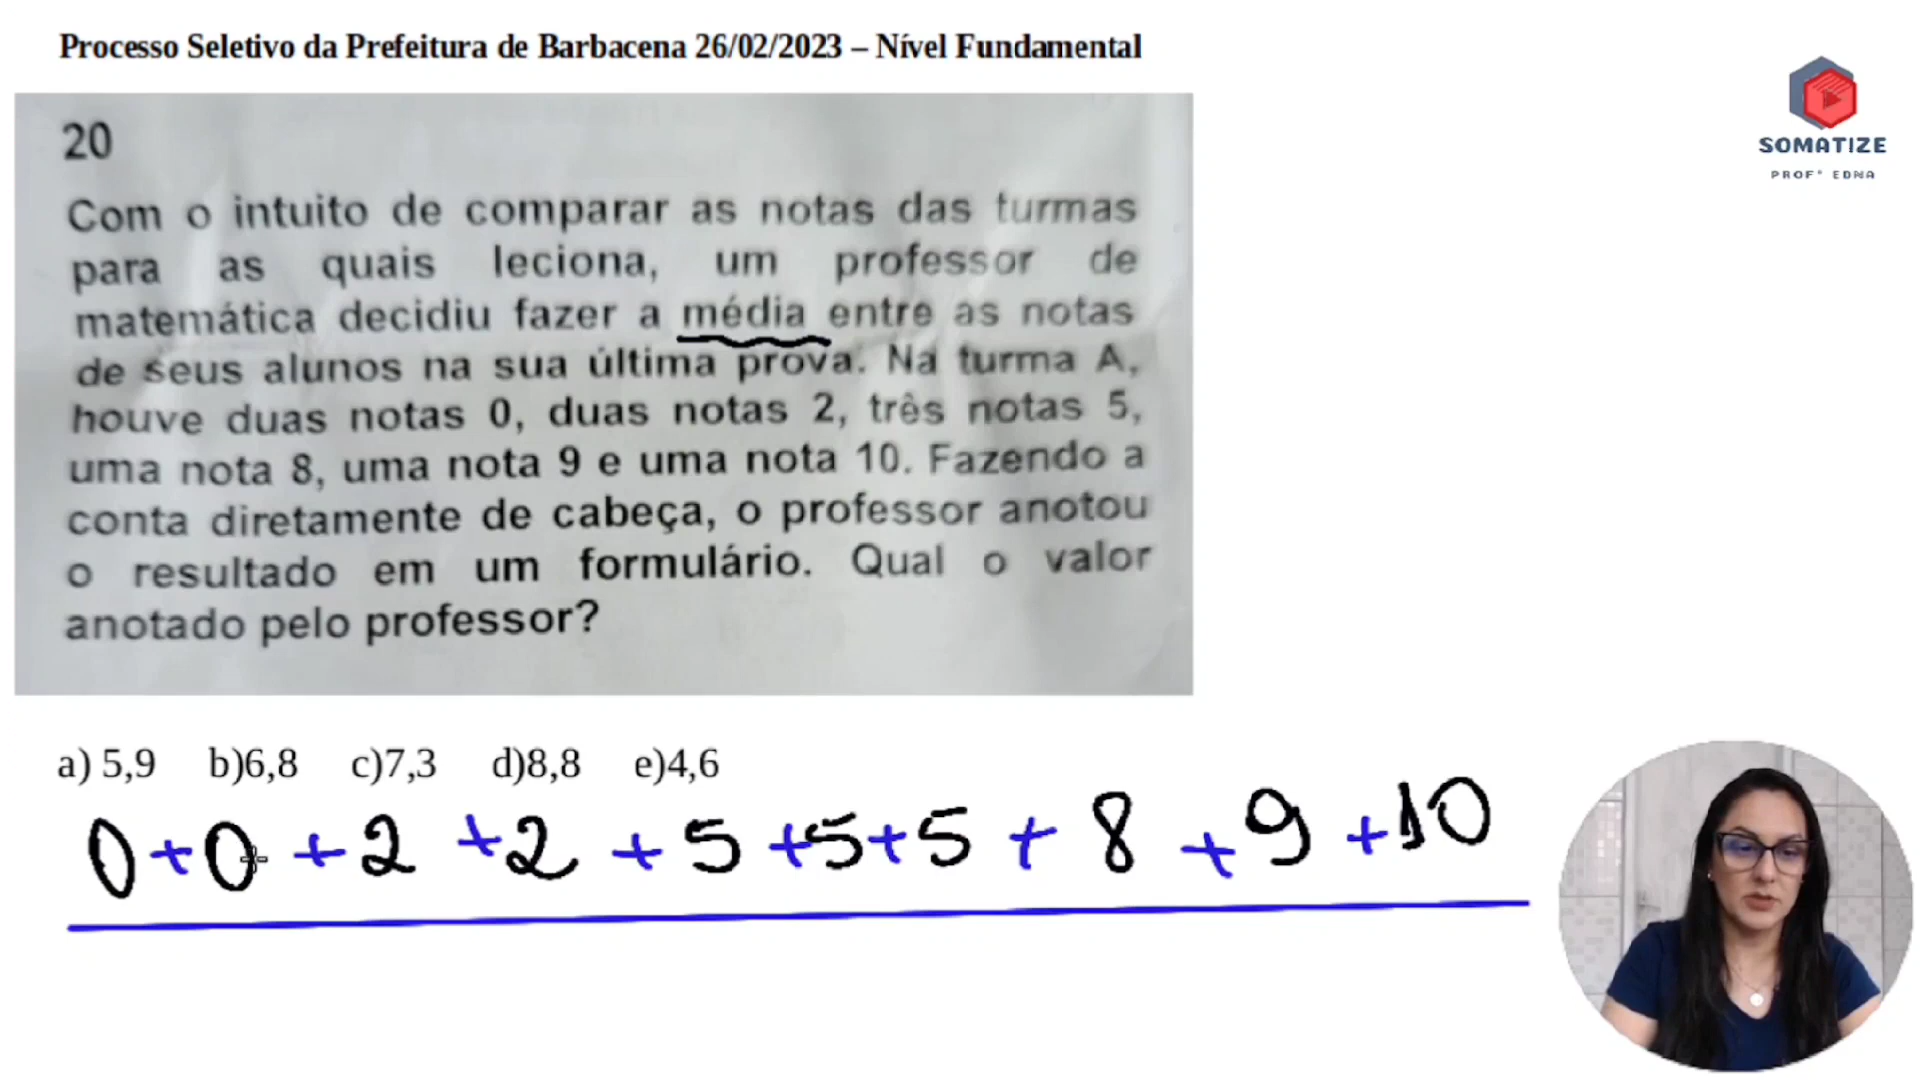 Processo Seletivo da Prefeitura de Barbacena 26/02/2023 – Nível Fundamental
SOMATIZE
PROFª EDNA
20
Com o intuito de comparar as notas das turmas
para as quais leciona, um professor de
matemática decidiu fazer a média entre as notas
de seus alunos na sua última prova. Na turma A,
houve duas notas 0, duas notas 2, três notas 5,
uma nota 8, uma nota 9 e uma nota 10. Fazendo a
conta diretamente de cabeça, o professor anotou
o resultado em um formulário. Qual o valor
anotado pelo professor?
a) 5,9 b)6,8 c)7,3 d)8,8 e)4,6
0+0+2+2+5+5+5+8+9+10